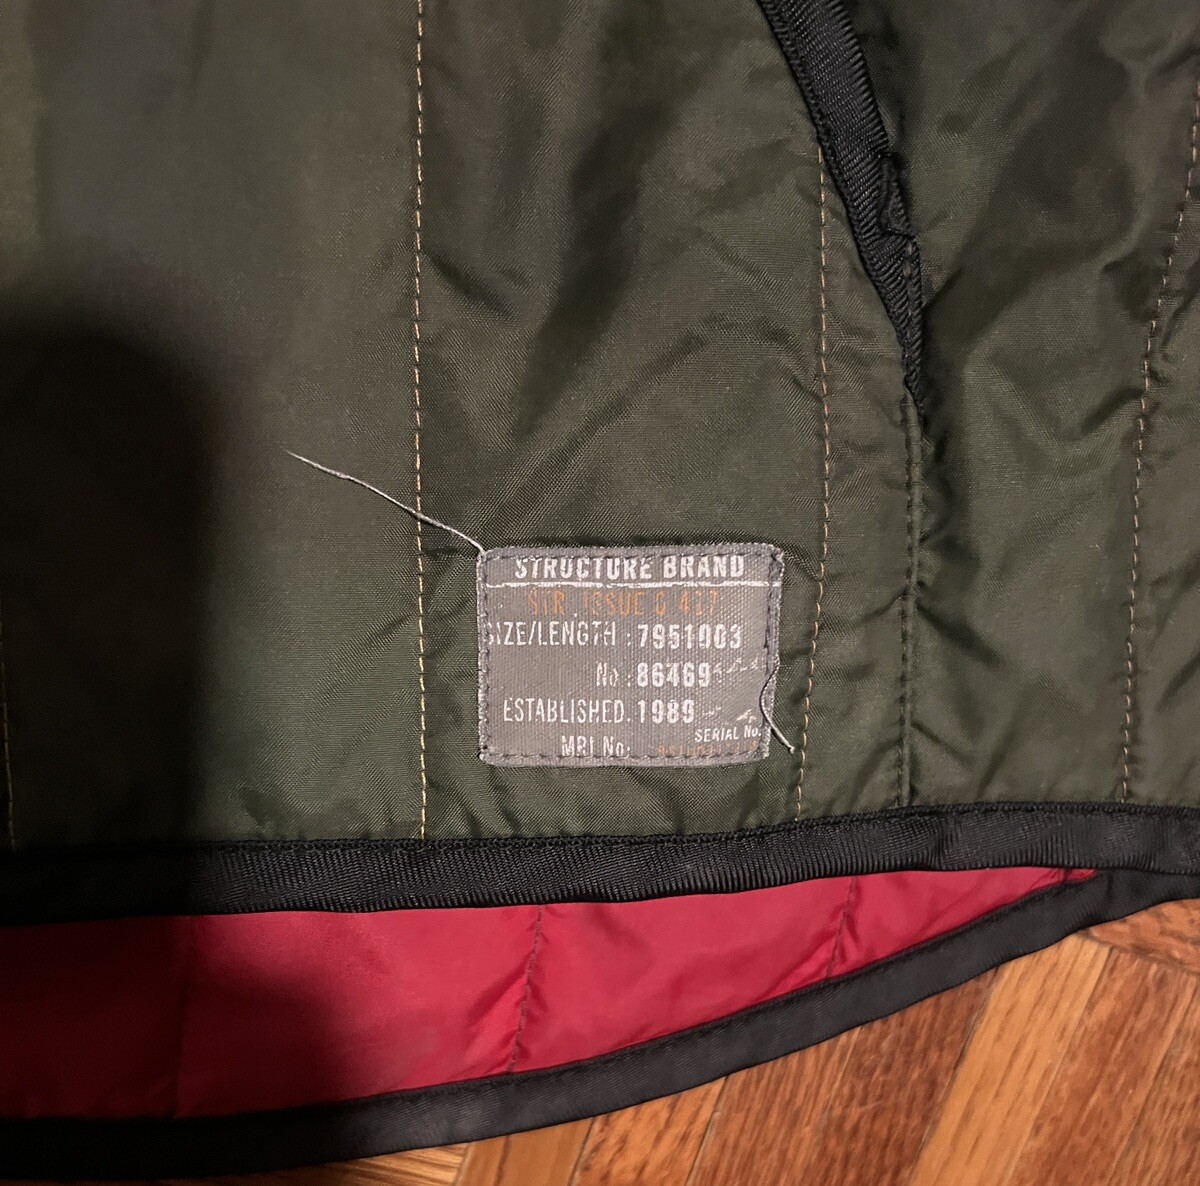 STRUCTURE BRAND
STR. ISSUE G 417
SIZE/LENGTH : 7951003
No : 86469
ESTABLISHED. 1989
SERIAL No.
MRI No: